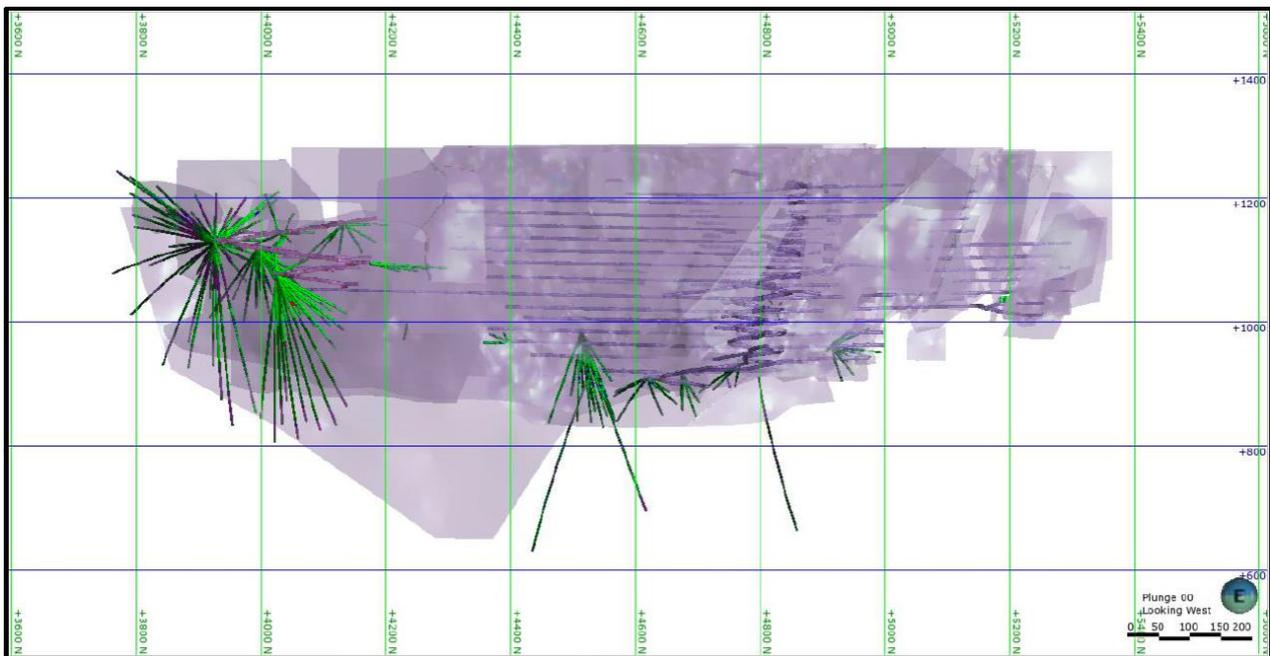 +3600 N
+3800 N
+4000 N
+4200 N
+4400 N
+4600 N
+4800 N
+5000 N
+5200 N
+5400 N
+1400
+1200
+1000
+800
+600
+3600 N
+3800 N
+4000 N
+4200 N
+4400 N
+4600 N
+4800 N
+5000 N
+5200 N
Plunge 00
Looking West
E
0 50 100 150 200